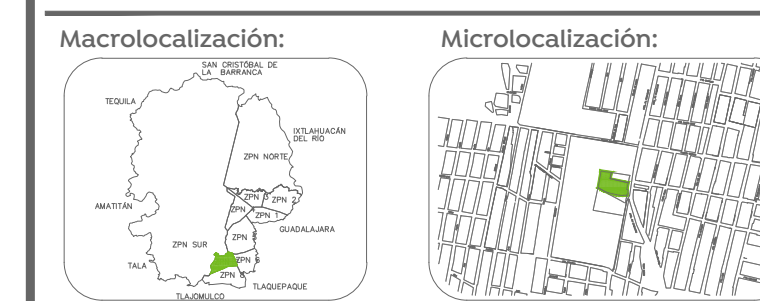 Macrolocalización:
SAN CRISTÓBAL DE
LA BARRANCA
TEQUILA
IXTLAHUACÁN
DEL RÍO
ZPN NORTE
ZPN 3
ZPN 2
AMATITÁN
ZPN
ZPN 1
GUADALAJARA
ZPN
ZPN SUR
TALA
ZPN 6
ZPN
TLAQUEPAQUE
TLAJOMULCO
Microlocalización: